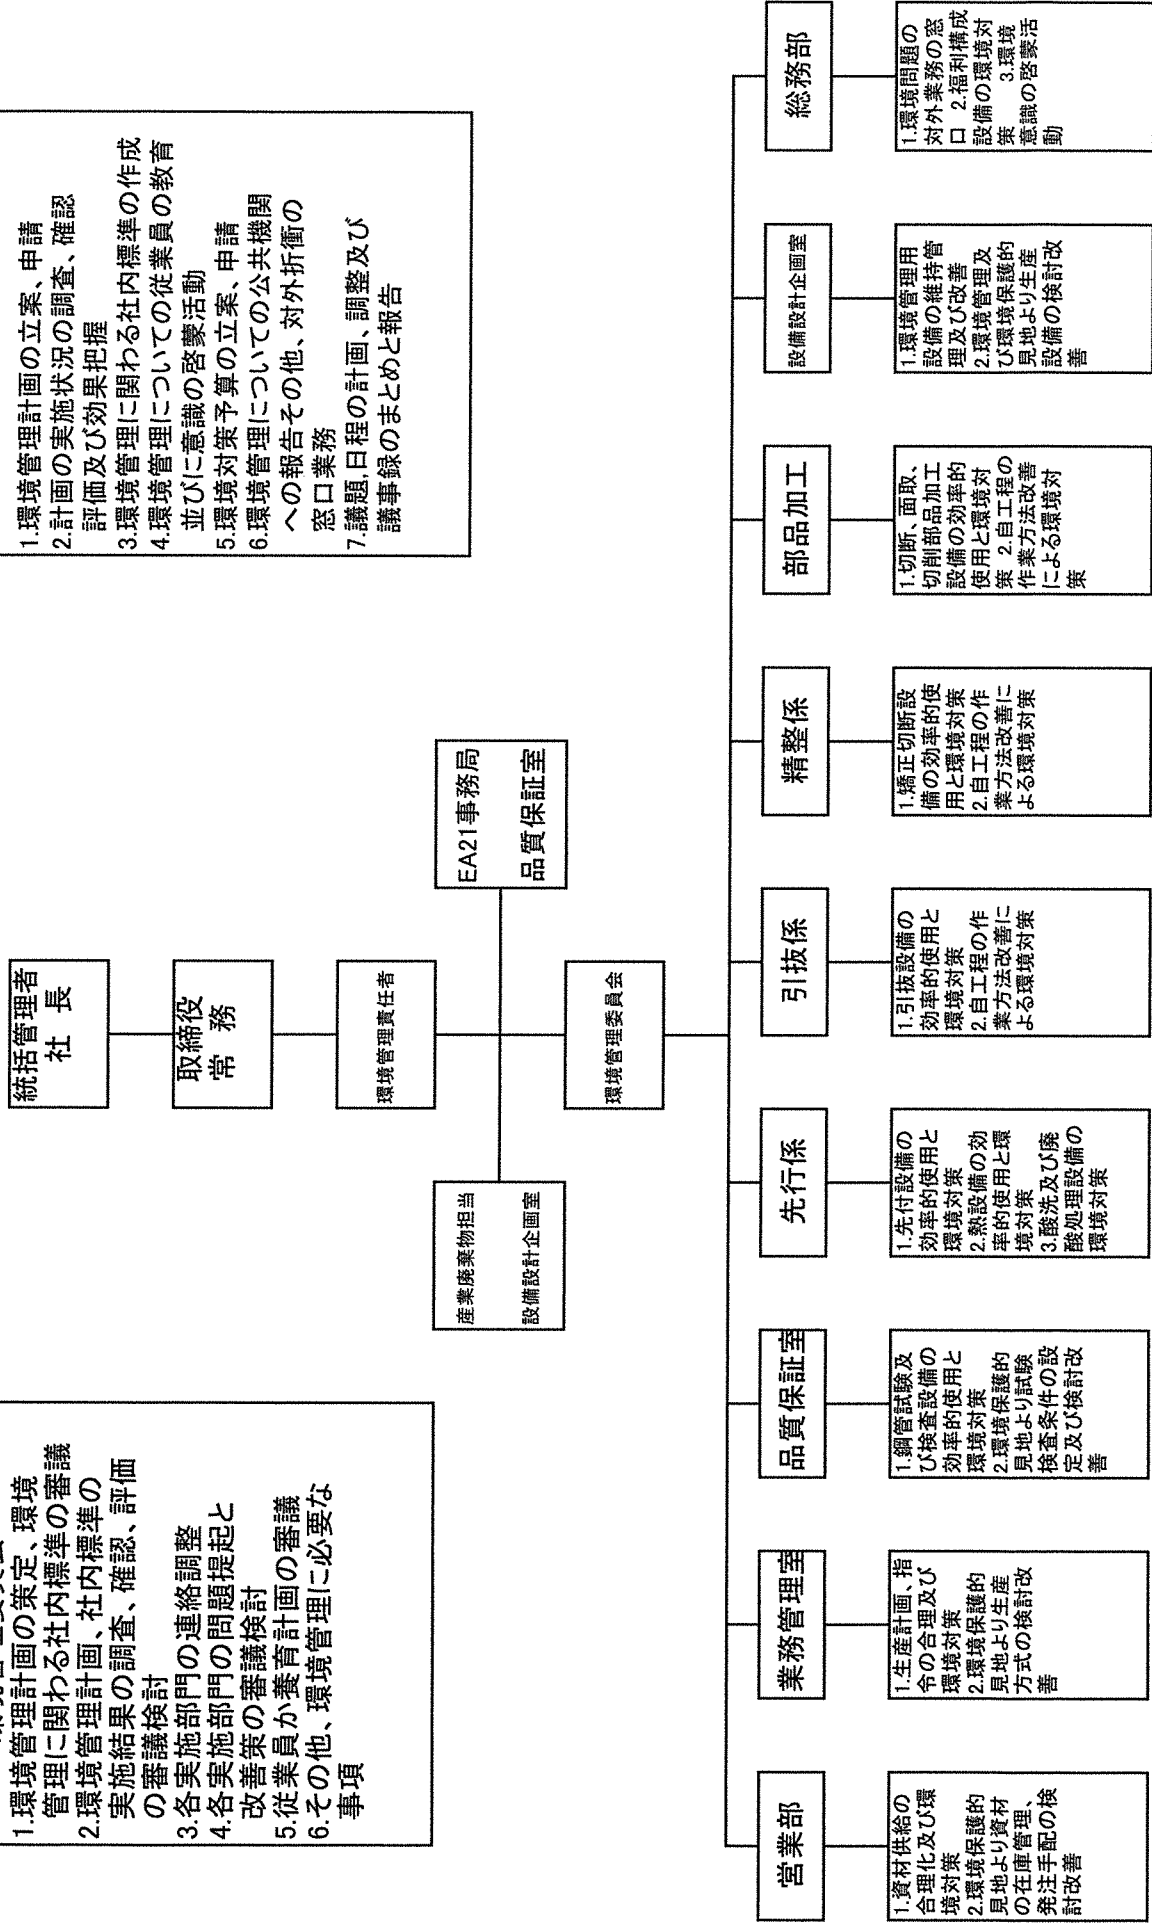 1.環境管理計画の策定、環境
管理に関わる社内標準の審議
2.環境管理計画、社内標準の
実施結果の調査、確認、評価
の審議検討
3.各実施部門の連絡調整
4.各実施部門の問題提起と
改善策の審議検討
5.従業員か養育計画の審議
6.その他、環境管理に必要な
事項
統括管理者
社 長
取締役
常 務
環境管理責任者
産業廃棄物担当
設備設計企画室
EA21事務局
品質保証室
環境管理委員会
1.環境管理計画の立案、申請
2.計画の実施状況の調査、確認
評価及び効果把握
3.環境管理に関わる社内標準の作成
4.環境管理についての従業員の教育
並びに意識の啓蒙活動
5.環境対策予算の立案、申請
6.環境管理についての公共機関
への報告その他、対外折衝の
窓口業務
7.議題,日程の計画、調整及び
議事録のまとめと報告
営業部
1.資材供給の
合理化及び環
境対策
2.環境保護的
見地より資材
の在庫管理、
発注手配の検
討改善
業務管理室
1.生産計画、指
令の合理及び
環境対策
2.環境保護的
見地より生産
方式の検討改
善
品質保証室
1.鋼管試験及
び検査設備の
効率的使用と
環境対策
2.環境保護的
見地より試験
検査条件の設
定及び検討改
善
先行係
1.先付設備の
効率的使用と
環境対策
2.熱設備の効
率的使用と環
境対策
3.酸洗及び廃
酸処理設備の
環境対策
引抜係
1.引抜設備の
効率的使用と
環境対策
2.自工程の作
業方法改善に
よる環境対策
精整係
1.矯正切断設
備の効率的使
用と環境対策
2.自工程の作
業方法改善に
よる環境対策
部品加工
1.切断、面取、
切削部品加工
設備の効率的
使用と環境対
策 2.自工程の
作業方法改善
による環境対
策
設備設計企画室
1.環境管理用
設備の維持管
理及び改善
2.環境管理及
び環境保護的
見地より生産
設備の検討改
善
総務部
1.環境問題の
対外業務の窓
口 2.福利構成
設備の環境対
策 3.環境
意識の啓蒙活
動